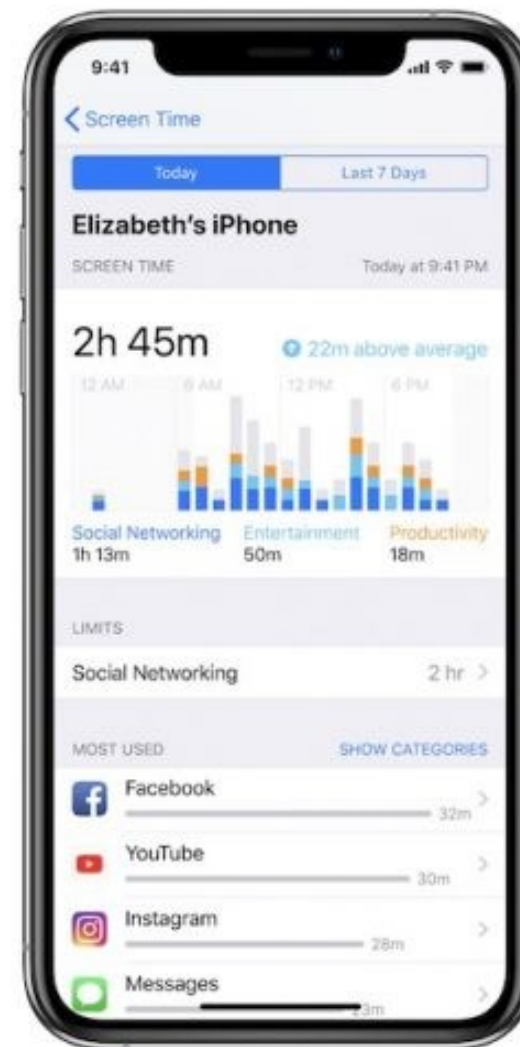 9:41
Screen Time
Today Last 7 Days
Elizabeth's iPhone
SCREEN TIME Today at 9:41 PM
2h 45m 22m above average
12 AM 6 AM 12 PM 6 PM
Social Networking Entertainment Productivity
1h 13m 50m 18m
LIMITS
Social Networking 2 hr
MOST USED SHOW CATEGORIES
Facebook
32m
YouTube
30m
Instagram
28m
Messages
23m